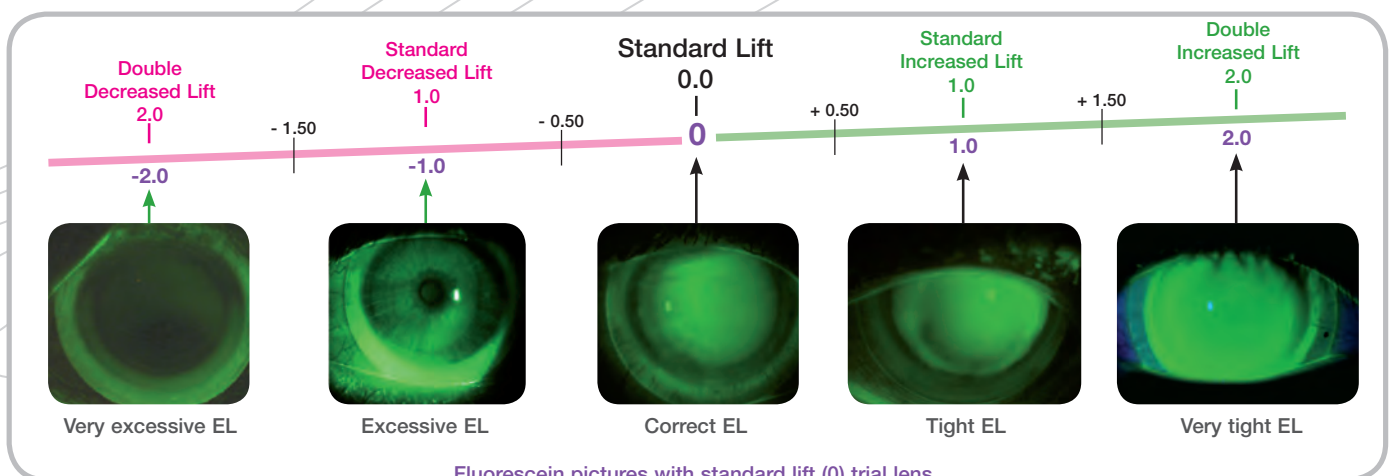 Double
Decreased Lift
2.0
Standard
Decreased Lift
1.0
Standard Lift
0.0
Standard
Increased Lift
1.0
Double
Increased Lift
2.0
- 1.50
- 0.50
+ 0.50
+ 1.50
-2.0
-1.0
0
1.0
2.0
Very excessive EL
Excessive EL
Correct EL
Tight EL
Very tight EL
Fluorescein pictures with standard lift (0) trial lens